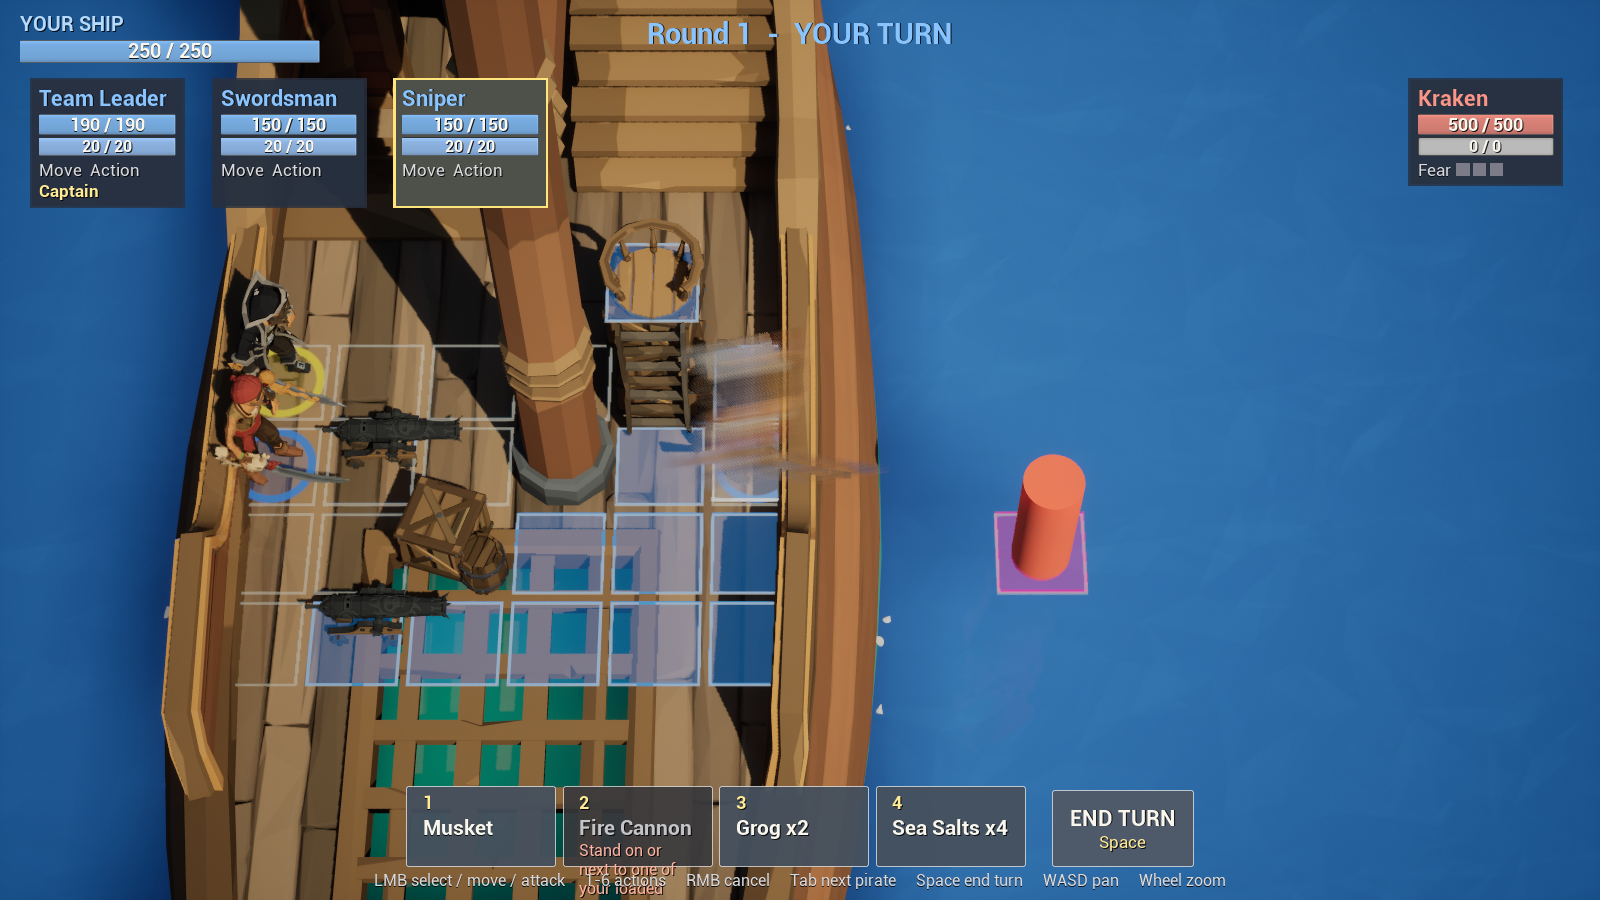 YOUR SHIP
250 / 250
Round 1 - YOUR TURN
Team Leader
190 / 190
20 / 20
Move Action
Captain
Swordsman
150 / 150
20 / 20
Move Action
Sniper
150 / 150
20 / 20
Move Action
Kraken
500 / 500
0 / 0
Fear
1
Musket
2
Fire Cannon
Stand on or
next to one of
your loaded
3
Grog x2
4
Sea Salts x4
END TURN
Space
LMB select / move / attack 1-6 actions RMB cancel Tab next pirate Space end turn WASD pan Wheel zoom